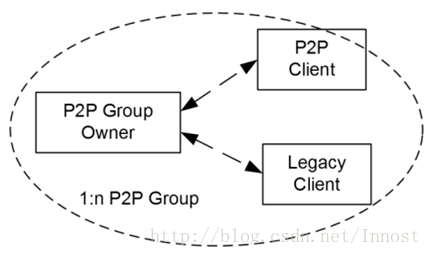 P2P
Client
P2P Group
Owner
Legacy
Client
1:n P2P Group
http://blog.csdn.net/Innost